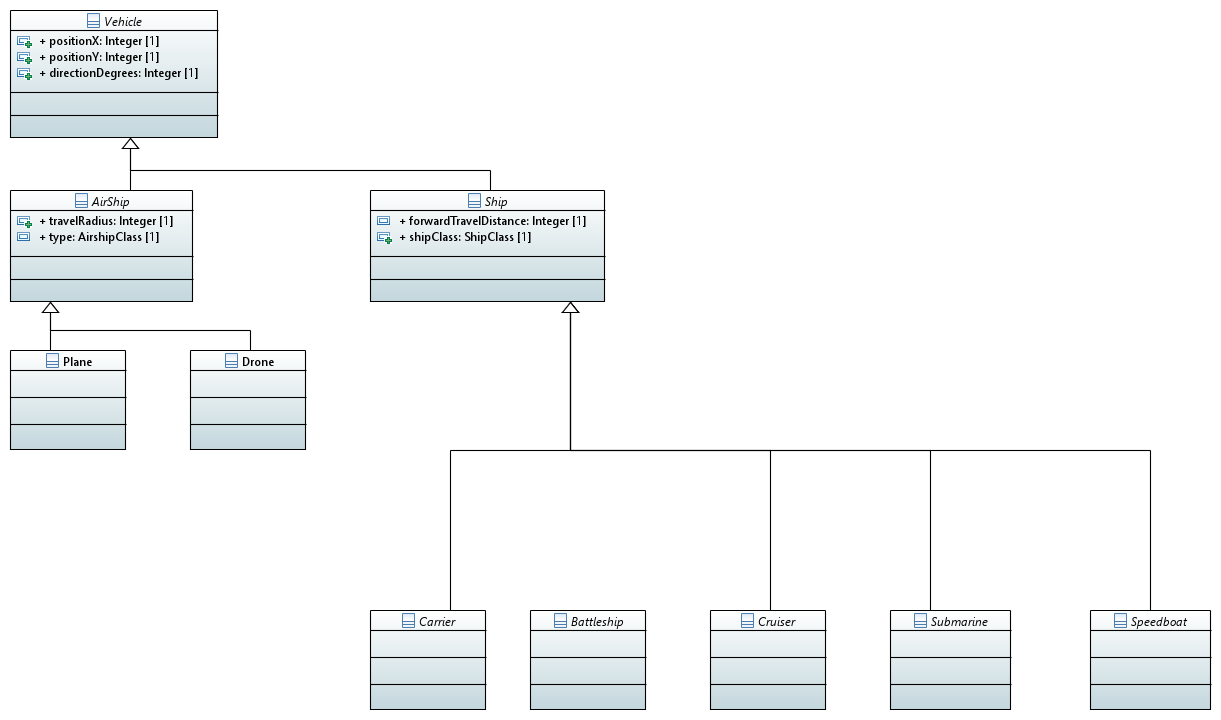 Vehicle
+ positionX: Integer [1]
+ positionY: Integer [1]
+ directionDegrees: Integer [1]
AirShip
+ travelRadius: Integer [1]
+ type: AirshipClass [1]
Ship
+ forwardTravelDistance: Integer [1]
+ shipClass: ShipClass [1]
Plane
Drone
Carrier
Battleship
Cruiser
Submarine
Speedboat